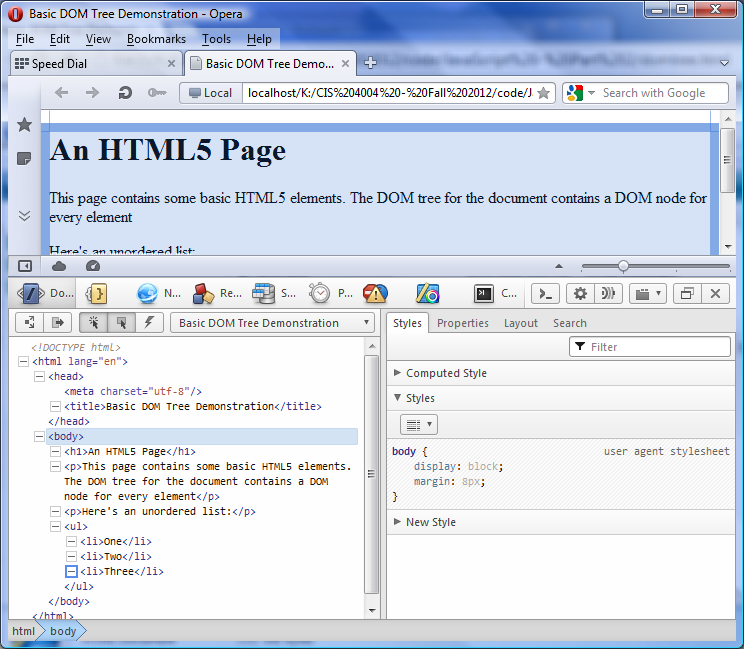 Basic DOM Tree Demonstration - Opera
File Edit View Bookmarks Tools Help
Speed Dial
Basic DOM Tree Demo...
Local
localhost/K:/CIS%204004%20-%20Fall%202012/code/J
Search with Google
An HTML5 Page
This page contains some basic HTML5 elements. The DOM tree for the document contains a DOM node for
every element
Here's an unordered list:
Do... N... Re... S... P... C...
Basic DOM Tree Demonstration
Styles Properties Layout Search
Filter
<!DOCTYPE html>
<html lang="en">
<head>
<meta charset="utf-8"/>
<title>Basic DOM Tree Demonstration</title>
</head>
<body>
<h1>An HTML5 Page</h1>
<p>This page contains some basic HTML5 elements.
The DOM tree for the document contains a DOM
node for every element</p>
<p>Here's an unordered list:</p>
<ul>
<li>One</li>
<li>Two</li>
<li>Three</li>
</ul>
</body>
</html>
Computed Style
Styles
body { user agent stylesheet
display: block;
margin: 8px;
}
New Style
html body